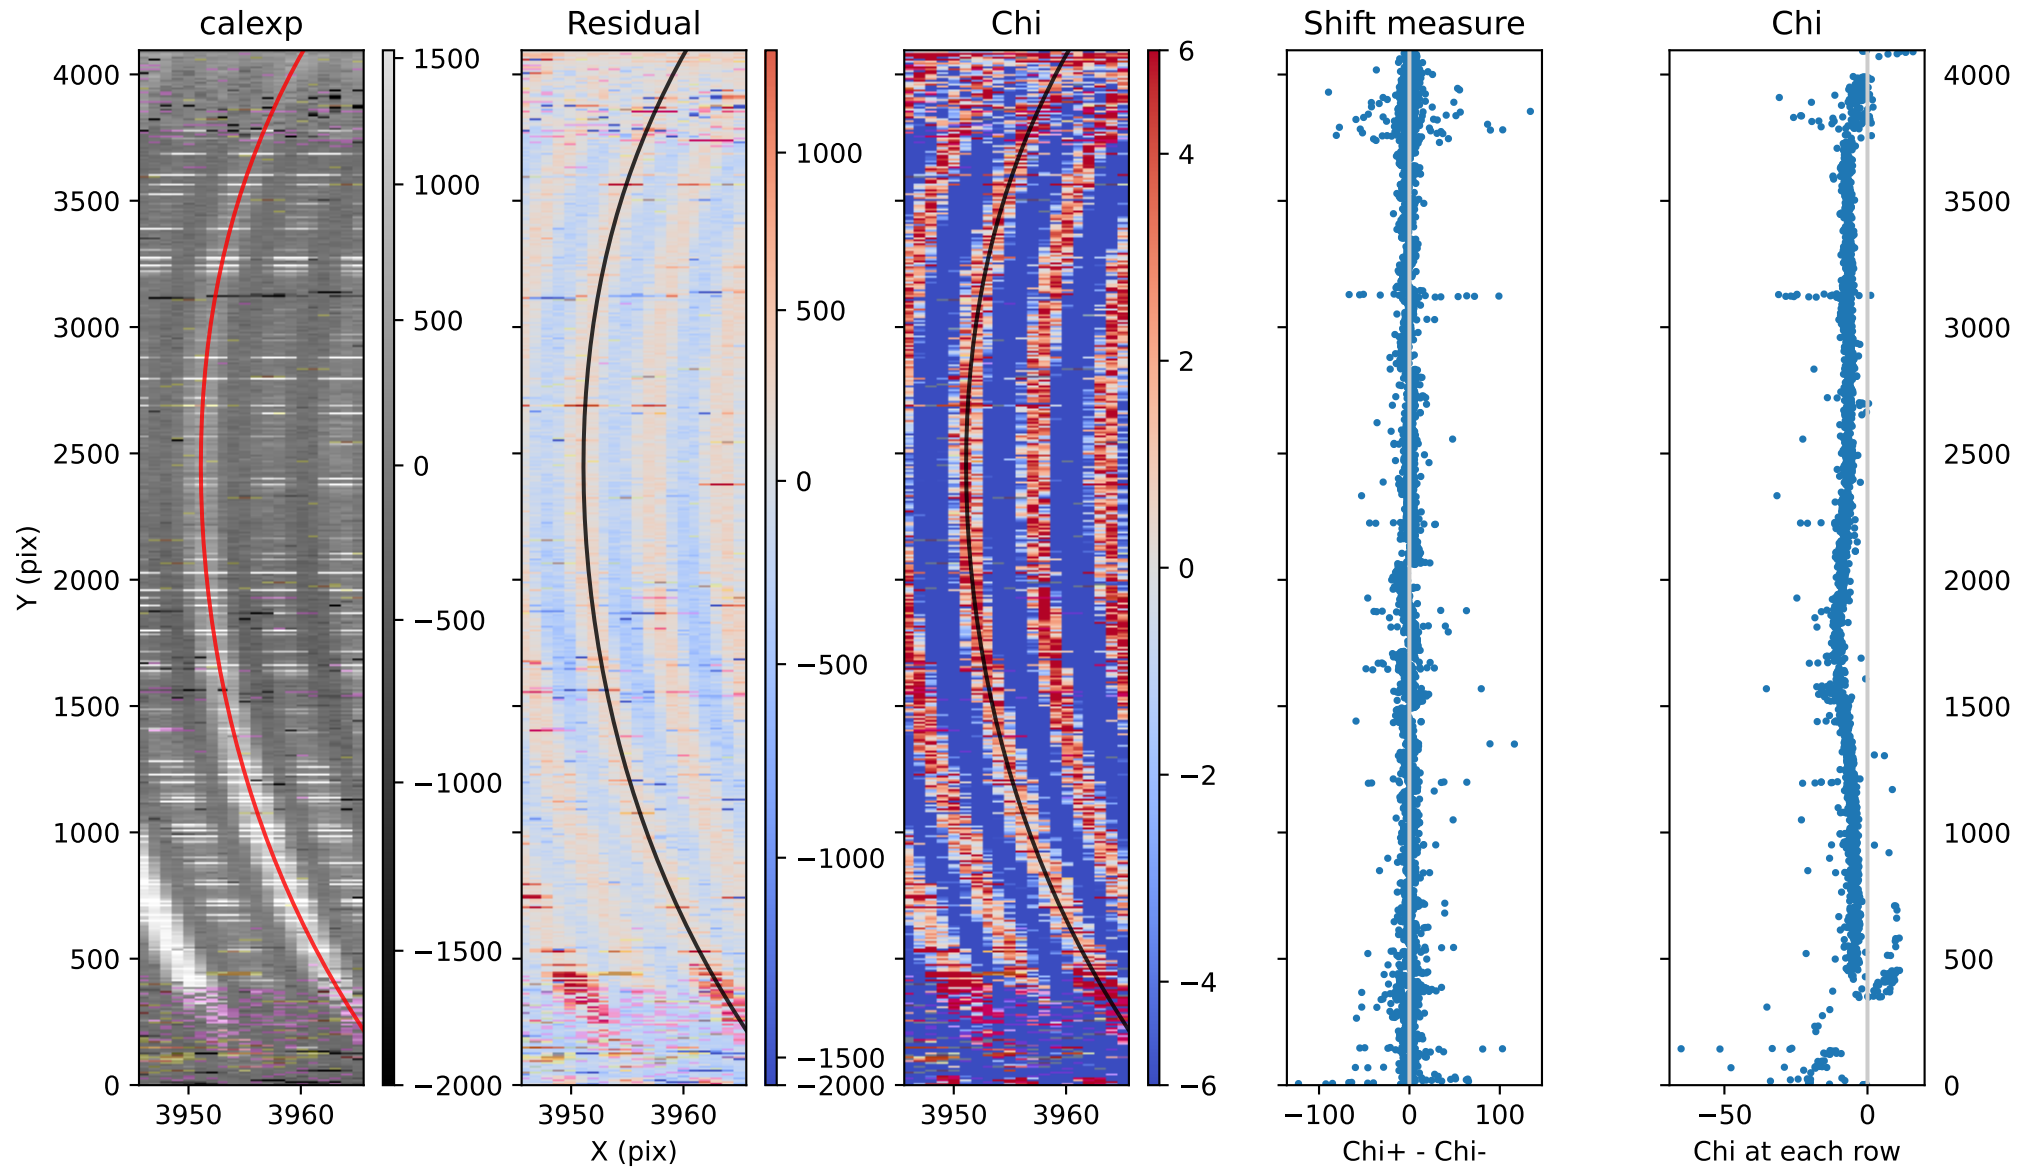 calexp Residual Chi Shift measure Chi
4000 1500 1000 6 4000
3500 1000 500 4 3500
3000 500 0 2 3000
2500 0 −500 0 2500
2000 −500 −1000 −2 2000
1500 −1000 −1500 −4 1500
1000 −1500 −2000 −6 1000
500 −2000 500
0 0
Y (pix)
3950 3960 3950 3960 3950 3960 −100 0 100 −50 0
X (pix) Chi+ - Chi- Chi at each row